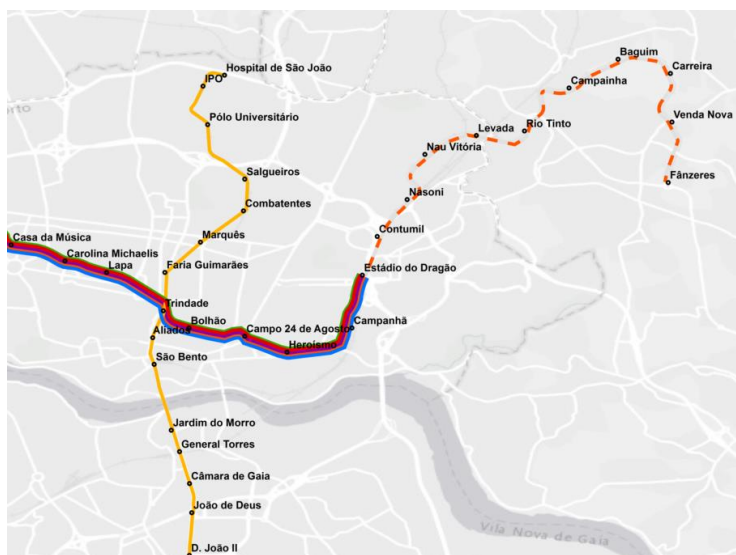 Hospital de São João
IPO
Pólo Universitário
Salgueiros
Combatentes
Marquês
Faria Guimarães
Casa da Música
Carolina Michaelis
Lapa
Trindade
Bolhão
Aliados
Campo 24 de Agosto
Heroísmo
São Bento
Jardim do Morro
General Torres
Câmara de Gaia
João de Deus
D. João II
Baguim
Carreira
Campainha
Venda Nova
Rio Tinto
Levada
Nau Vitória
Fânzeres
Nasoni
Contumil
Estádio do Dragão
Campanhã
Vila Nova de Gaia